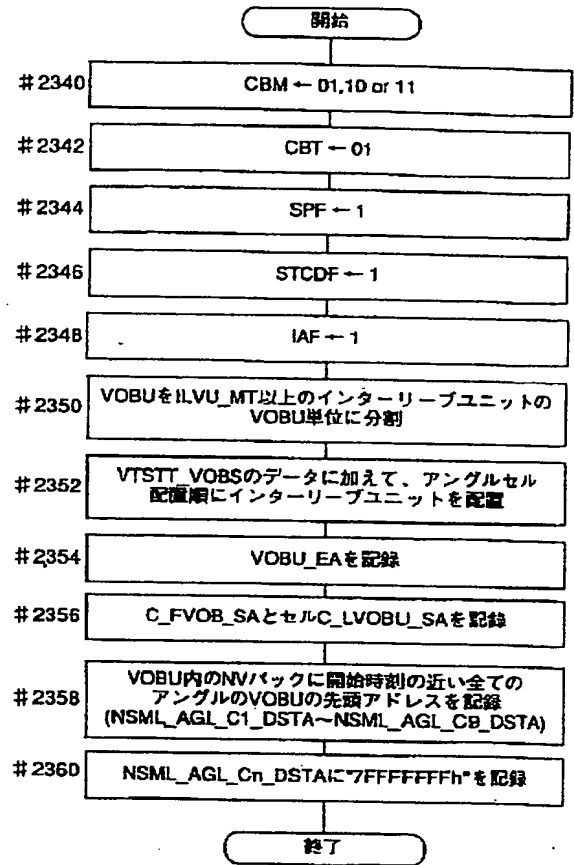 開始
#2340
CBM ← 01,10 or 11
#2342
CBT ← 01
#2344
SPF ← 1
#2346
STCDF ← 1
#2348
IAF ← 1
#2350
VOBUをILVU_MT以上のインターリーブユニットの
VOBU単位に分割
#2352
VTSTT_VOBSのデータに加えて、アングルセル
配置順にインターリーブユニットを配置
#2354
VOBU_EAを記録
#2356
C_FVOB_SAとセルC_LVOBU_SAを記録
#2358
VOBU内のNVパックに開始時刻の近い全ての
アングルのVOBUの先頭アドレスを記録
(NSML_AGL_C1_DSTA~NSML_AGL_C9_DSTA)
#2360
NSML_AGL_Cn_DSTAに"7FFFFFFFh"を記録
終了